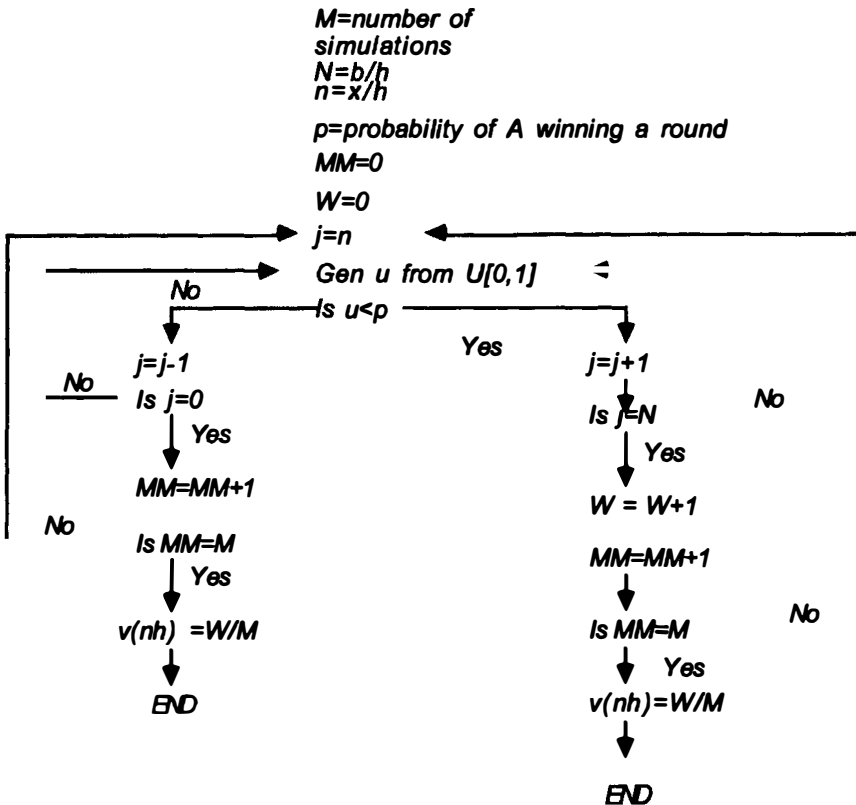 M=number of
simulations
N=b/h
n=x/h
p=probability of A winning a round
MM=0
W=0
j=n
Gen u from U[0,1]
No
Is u<p
Yes
j=j-1
No
Is j=0
Yes
MM=MM+1
No
Is MM=M
Yes
v(nh) =W/M
END
j=j+1
Is j=N
No
Yes
W = W+1
MM=MM+1
Is MM=M
No
Yes
v(nh)=W/M
END